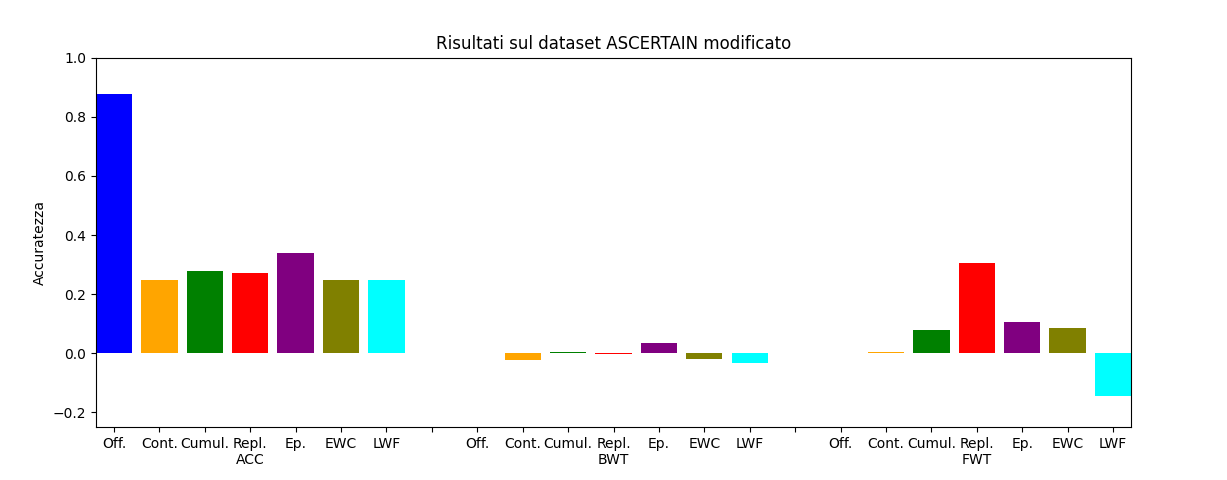 Risultati sul dataset ASCERTAIN modificato
Accuratezza
1.0
0.8
0.6
0.4
0.2
0.0
−0.2
Off. Cont. Cumul. Repl. Ep. EWC LWF Off. Cont. Cumul. Repl. Ep. EWC LWF Off. Cont. Cumul. Repl. Ep. EWC LWF
ACC BWT FWT